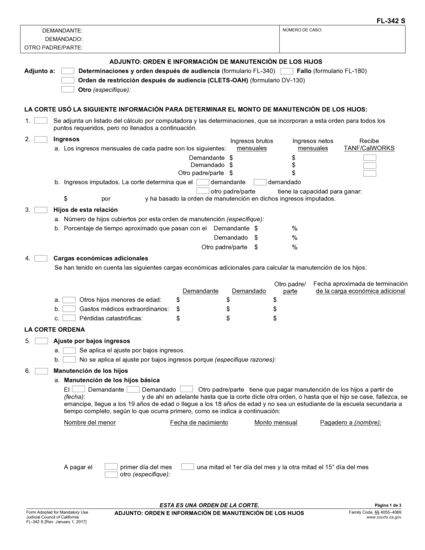 FL-342 S
DEMANDANTE:
DEMANDADO:
OTRO PADRE/PARTE:
NÚMERO DE CASO:
ADJUNTO: ORDEN E INFORMACIÓN DE MANUTENCIÓN DE LOS HIJOS
Adjunto a: Determinaciones y orden después de audiencia (formulario FL-340) Fallo (formulario FL-180)
Orden de restricción después de audiencia (CLETS-OAH) (formulario DV-130)
Otro (especifique):
LA CORTE USÓ LA SIGUIENTE INFORMACIÓN PARA DETERMINAR EL MONTO DE MANUTENCIÓN DE LOS HIJOS:
1. Se adjunta un listado del cálculo por computadora y las determinaciones, que se incorporan a esta orden para todos los
puntos requeridos, pero no llenados a continuación.
2. Ingresos
Ingresos brutos Ingresos netos Recibe
a. Los ingresos mensuales de cada padre son los siguientes: mensuales mensuales TANF/CalWORKS
Demandante $ $
Demandado $ $
Otro padre/parte $ $
b. Ingresos imputados. La corte determina que el demandante demandado
otro padre/parte tiene la capacidad para ganar:
$ por y ha basado la orden de manutención en dichos ingresos imputados.
3. Hijos de esta relación
a. Número de hijos cubiertos por esta orden de manutención (especifique):
b. Porcentaje de tiempo aproximado que pasan con el Demandante $ %
Demandado $ %
Otro padre/parte $ %
4. Cargas económicas adicionales
Se han tenido en cuenta las siguientes cargas económicas adicionales para calcular la manutención de los hijos.
Otro padre/ Fecha aproximada de terminación
Demandante Demandado parte de la carga económica adicional
a. Otros hijos menores de edad: $ $ $
b. Gastos médicos extraordinarios: $ $ $
c. Pérdidas catastróficas: $ $ $
LA CORTE ORDENA
5. Ajuste por bajos ingresos
a. Se aplica el ajuste por bajos ingresos.
b. No se aplica el ajuste por bajos ingresos porque (especifique razones):
6. Manutención de los hijos
a. Manutención de los hijos básica
El Demandante Demandado Otro padre/parte tiene que pagar manutención de los hijos a partir de
(fecha): y de ahí en adelante hasta que la corte dicte otra orden, o hasta que el hijo se case, fallezca, se
emancipe, llegue a los 19 años de edad o llegue a los 18 años de edad y no sea un estudiante de la escuela secundaria a
tiempo completo, según lo que ocurra primero, como se indica a continuación:
Nombre del menor Fecha de nacimiento Monto mensual Pagadero a (nombre):
A pagar el primer día del mes una mitad el 1er día del mes y la otra mitad el 15° día del mes
otro (especifique):
ESTA ES UNA ORDEN DE LA CORTE.
Página 1 de 3
Form Adopted for Mandatory Use
Judicial Council of California
FL-342 S [Rev. January 1, 2017]
ADJUNTO: ORDEN E INFORMACIÓN DE MANUTENCIÓN DE LOS HIJOS
Family Code, §§ 4055–4069
www.courts.ca.gov